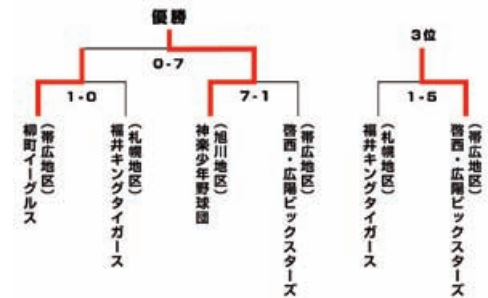 優勝
3位
0-7
1-0
7-1
1-5
(帯広地区)
柳町イーグルス
(札幌地区)
福井キングタイガース
(旭川地区)
神楽少年野球団
(帯広地区)
啓西・広陽ビックスターズ
(札幌地区)
福井キングタイガース
(帯広地区)
啓西・広陽ビックスターズ